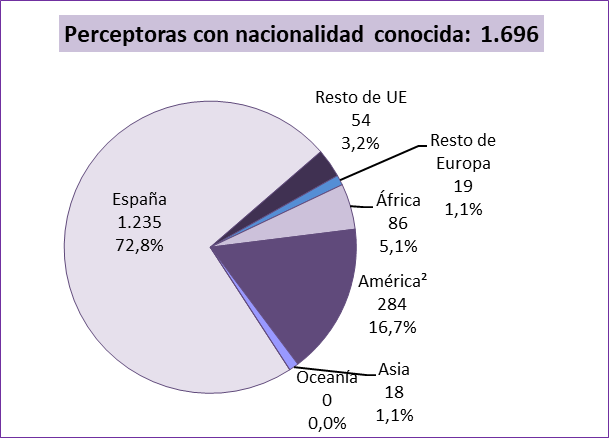 Perceptoras con nacionalidad conocida: 1.696
Resto de UE
54
3,2%
Resto de
Europa
19
1,1%
España
1.235
72,8%
África
86
5,1%
América²
284
16,7%
Asia
18
1,1%
Oceanía
0
0,0%